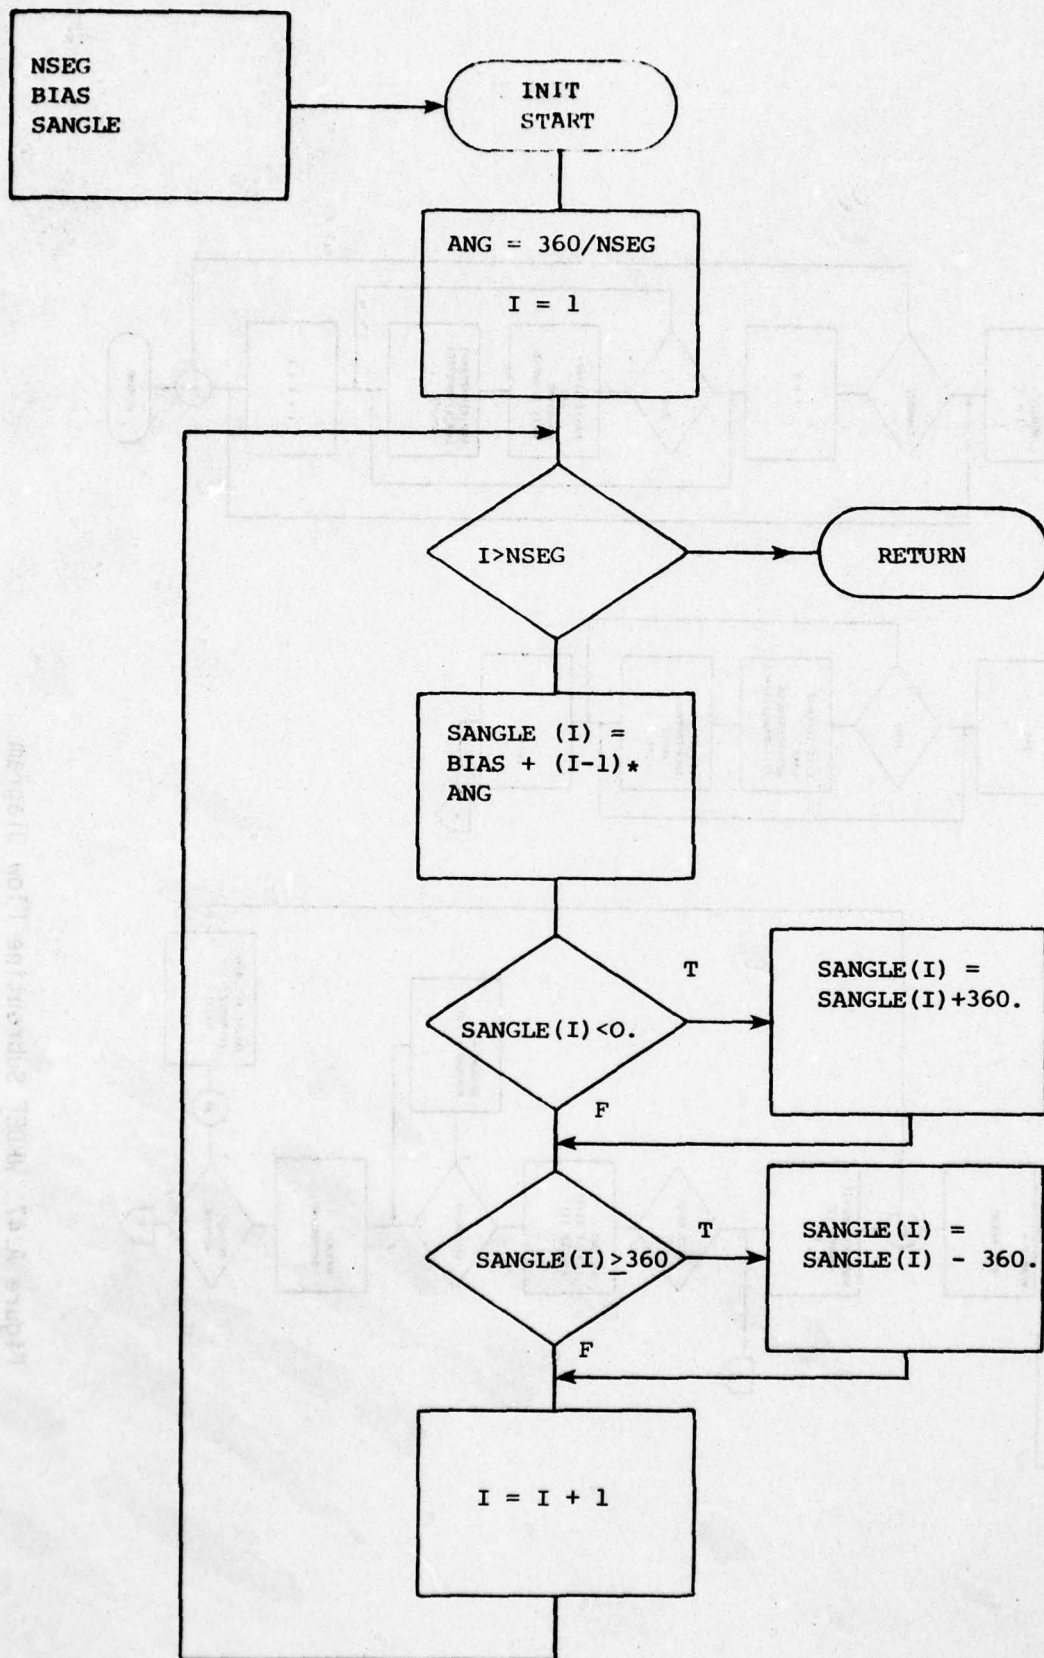 NSEG
BIAS
SANGLE
INIT
START
ANG = 360/NSEG
I = 1
I>NSEG
RETURN
SANGLE (I) =
BIAS + (I-1)*
ANG
T
SANGLE(I) =
SANGLE(I)+360.
SANGLE(I)<0.
F
T
SANGLE(I) =
SANGLE(I) - 360.
SANGLE(I)≥360
F
I = I + 1